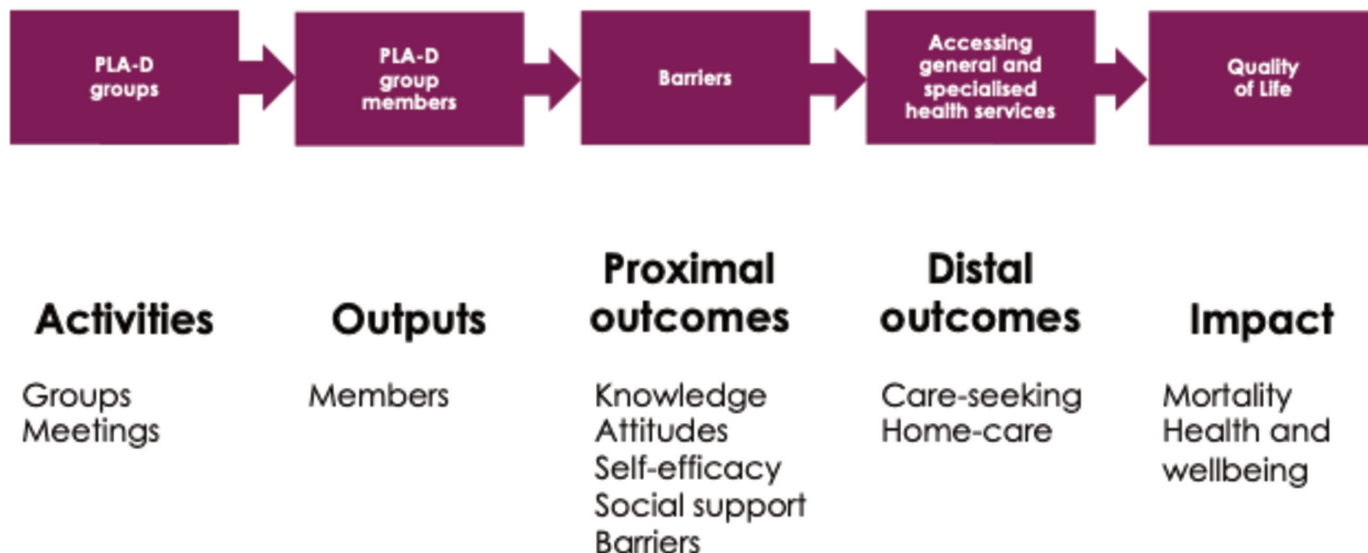 PLA-D
groups
PLA-D
group
members
Barriers
Accessing
general and
specialised
health services
Quality
of Life
Activities
Groups
Meetings
Outputs
Members
Proximal
outcomes
Knowledge
Attitudes
Self-efficacy
Social support
Barriers
Distal
outcomes
Care-seeking
Home-care
Impact
Mortality
Health and
wellbeing